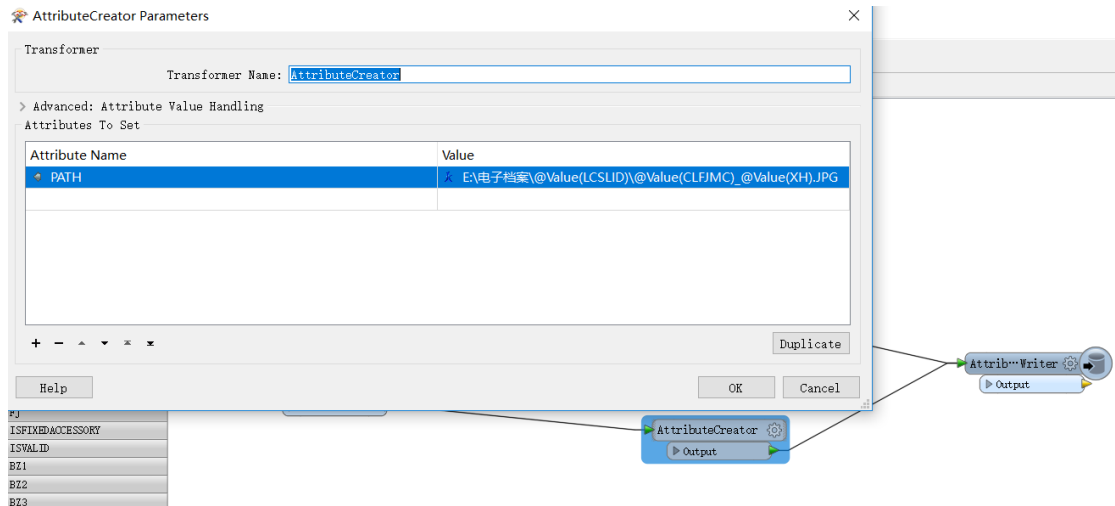 AttributeCreator Parameters
Transformer
Transformer Name: AttributeCreator
Advanced: Attribute Value Handling
Attributes To Set
Attribute Name Value
PATH E:\电子档案\@Value(LCSLID)\@Value(CLFJMC)_@Value(XH).JPG
Duplicate
Help OK Cancel
Attrib…Writer
Output
FJ
ISFIXEDACCESSORY
AttributeCreator
ISVALID
Output
BZ1
BZ2
BZ3